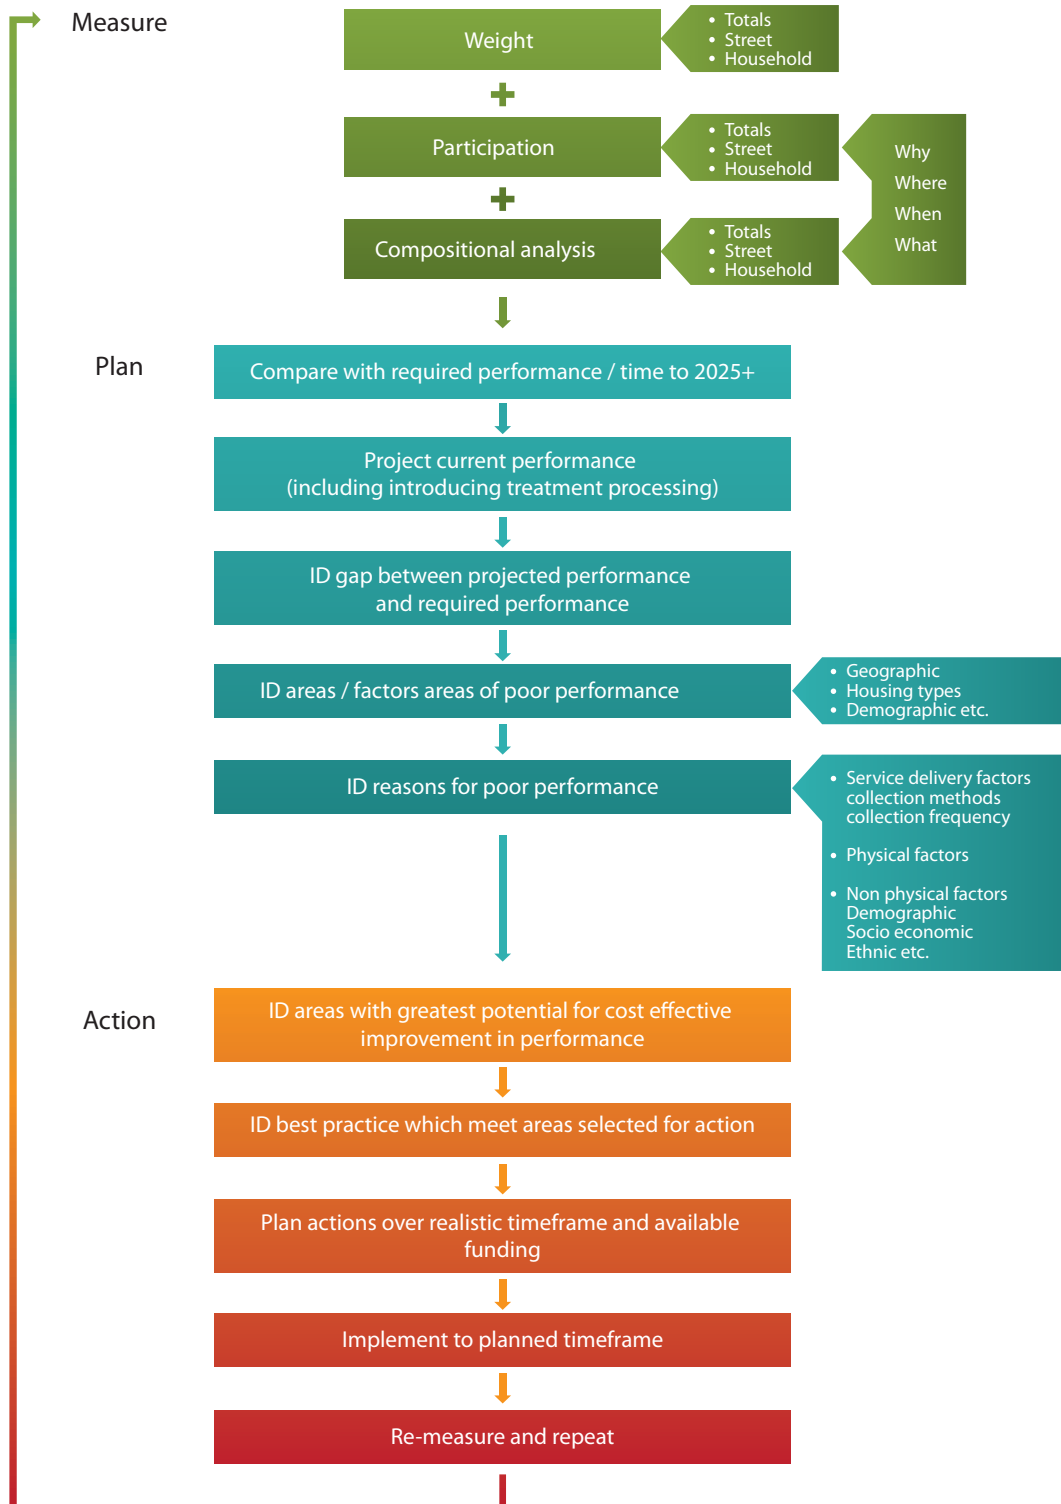 Measure
Weight
• Totals
• Street
• Household
Participation
• Totals
• Street
• Household
Why
Where
When
What
Compositional analysis
• Totals
• Street
• Household
Plan
Compare with required performance / time to 2025+
Project current performance
(including introducing treatment processing)
ID gap between projected performance
and required performance
ID areas / factors areas of poor performance
• Geographic
• Housing types
• Demographic etc.
ID reasons for poor performance
• Service delivery factors
collection methods
collection frequency
• Physical factors
• Non physical factors
Demographic
Socio economic
Ethnic etc.
Action
ID areas with greatest potential for cost effective
improvement in performance
ID best practice which meet areas selected for action
Plan actions over realistic timeframe and available
funding
Implement to planned timeframe
Re-measure and repeat